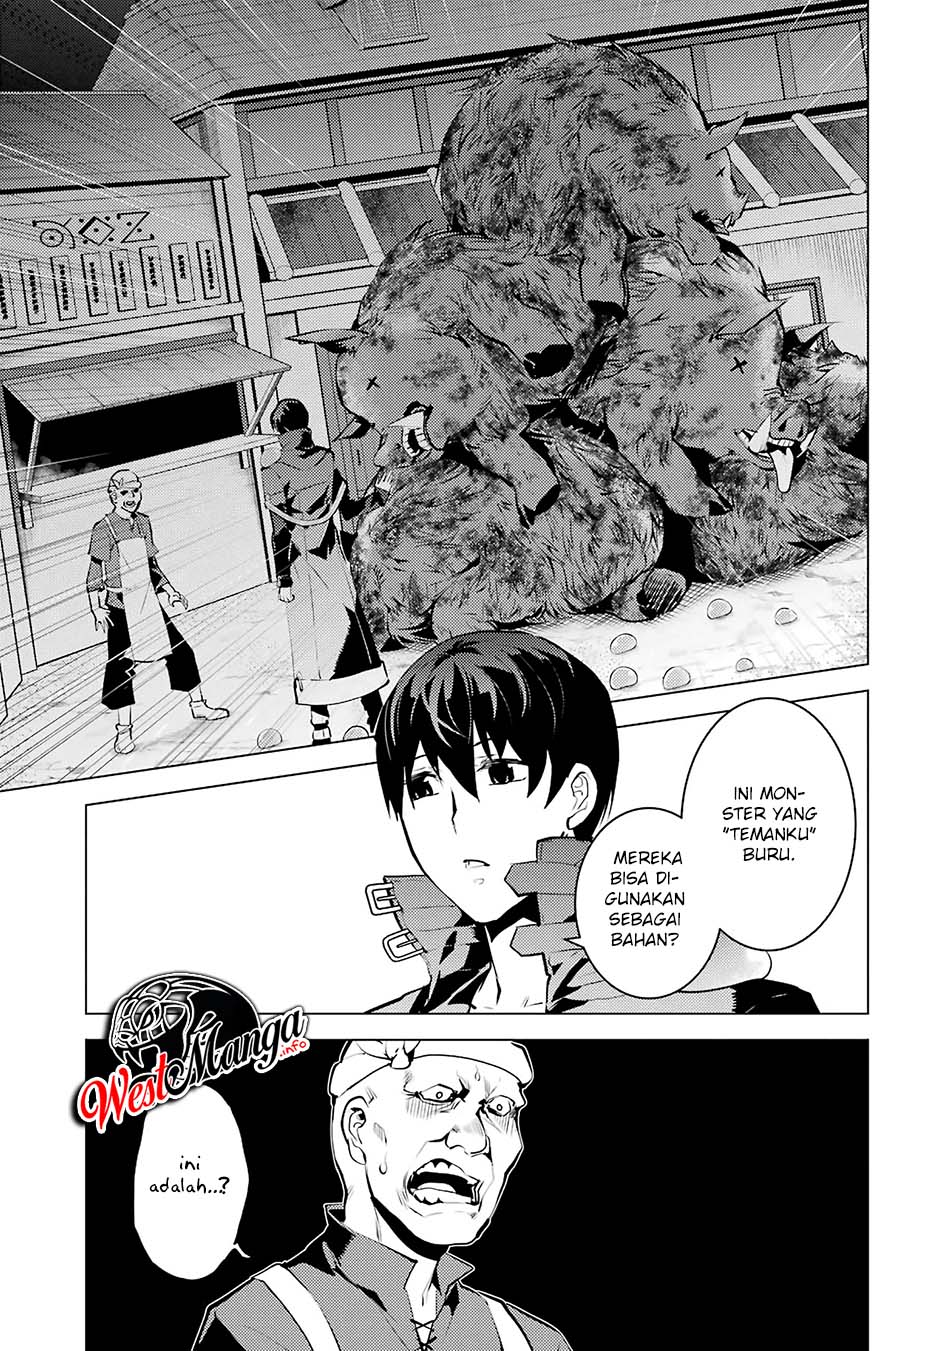 INI MON-
STER YANG
"TEMANKU"
BURU.
MEREKA
BISA DI-
GUNAKAN
SEBAGAI
BAHAN?
WestManga
.info
ini
adalah...?